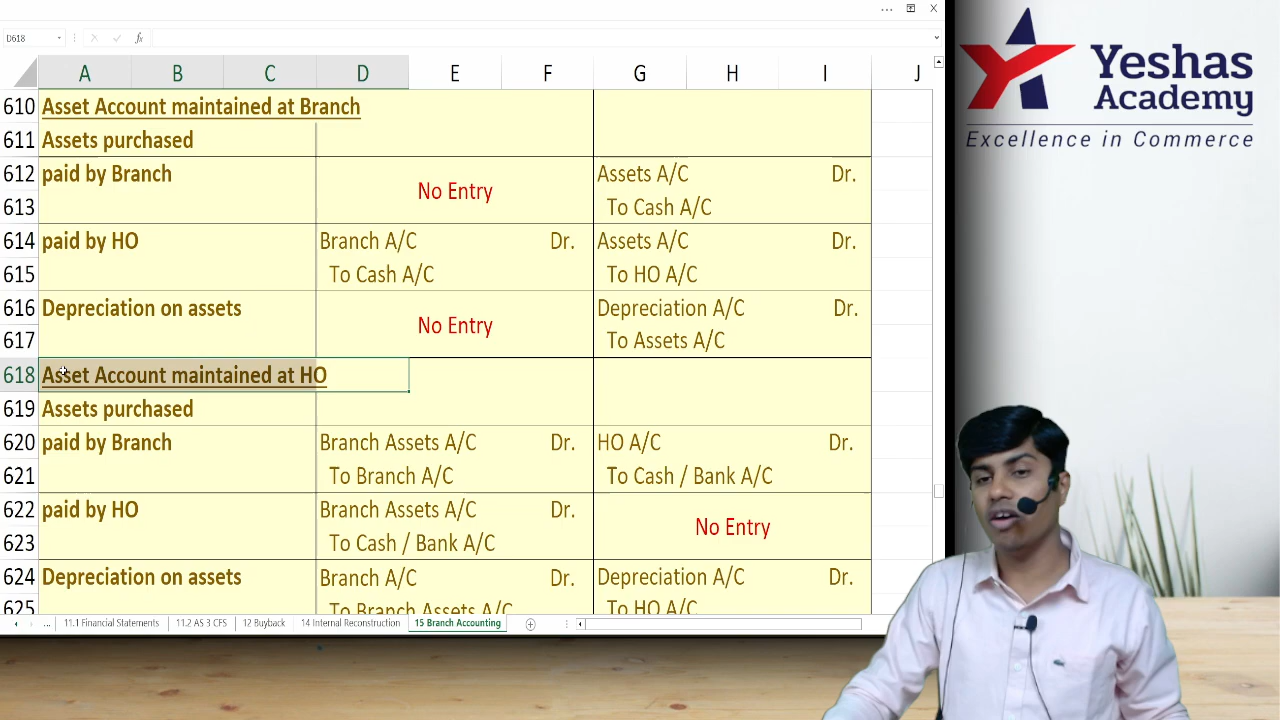 D618
fx
A B C D E F G H I J
610 Asset Account maintained at Branch
611 Assets purchased
612 paid by Branch No Entry Assets A/C Dr.
613 To Cash A/C
614 paid by HO Branch A/C Dr. Assets A/C Dr.
615 To Cash A/C To HO A/C
616 Depreciation on assets No Entry Depreciation A/C Dr.
617 To Assets A/C
618 Asset Account maintained at HO
619 Assets purchased
620 paid by Branch Branch Assets A/C Dr. HO A/C Dr.
621 To Branch A/C To Cash / Bank A/C
622 paid by HO Branch Assets A/C Dr. No Entry
623 To Cash / Bank A/C
624 Depreciation on assets Branch A/C Dr. Depreciation A/C Dr.
625 To Branch Assets A/C To HO A/C
... 11.1 Financial Statements 11.2 AS 3 CFS 12 Buyback 14 Internal Reconstruction 15 Branch Accounting
Yeshas
Academy
Excellence in Commerce